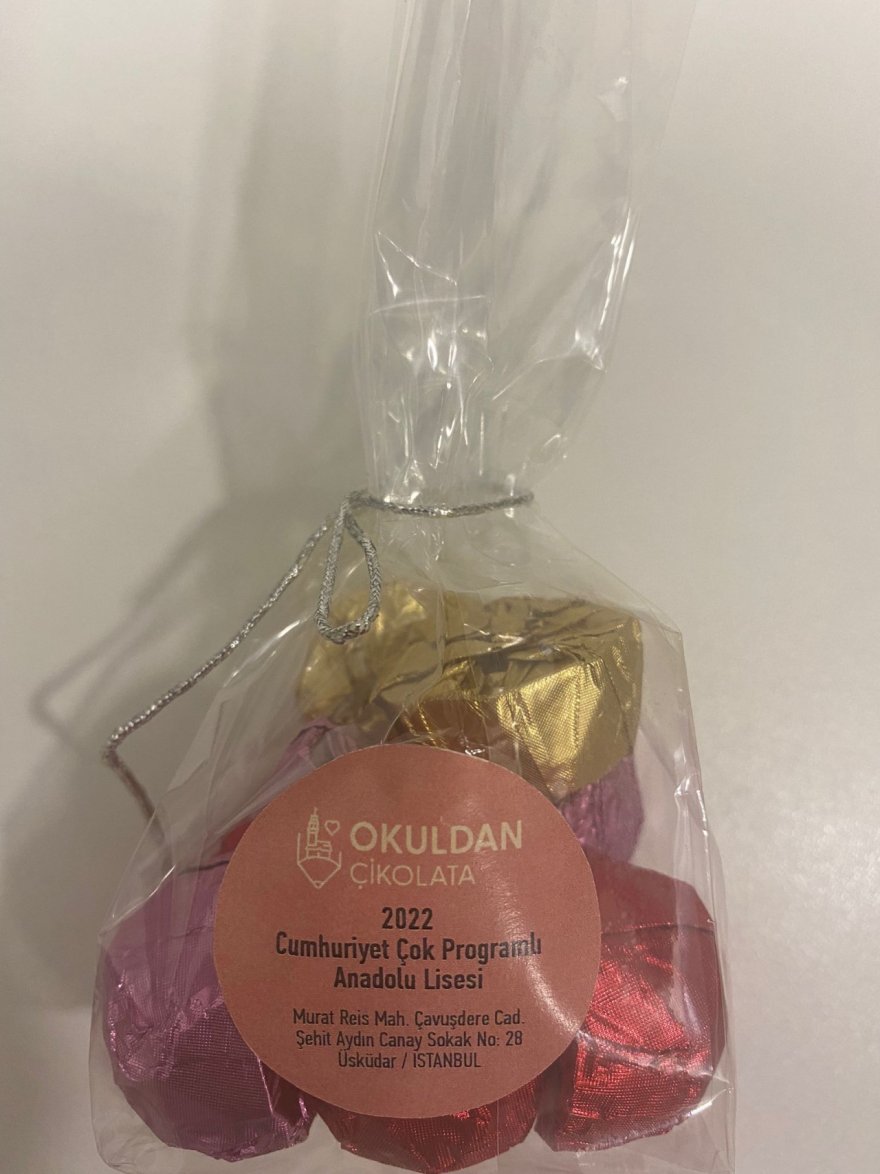 OKULDAN
ÇİKOLATA
2022
Cumhuriyet Çok Programlı
Anadolu Lisesi
Murat Reis Mah. Çavuşdere Cad.
Şehit Aydın Canay Sokak No: 28
Üsküdar / İSTANBUL